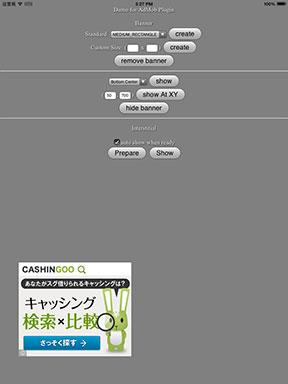 3:27 PM 100%
Demo for AdMob Plugin
Banner
Standard: MEDIUM_RECTANGLE create
Custom Size: ( x ) create
remove banner
Bottom Center show
( 50 700 ) show At XY
hide banner
Interstitial
auto show when ready
Prepare Show
CASHINGOO
あなたがスグ借りられるキャッシングは?
キャッシング
検索×比較
さっそく探す